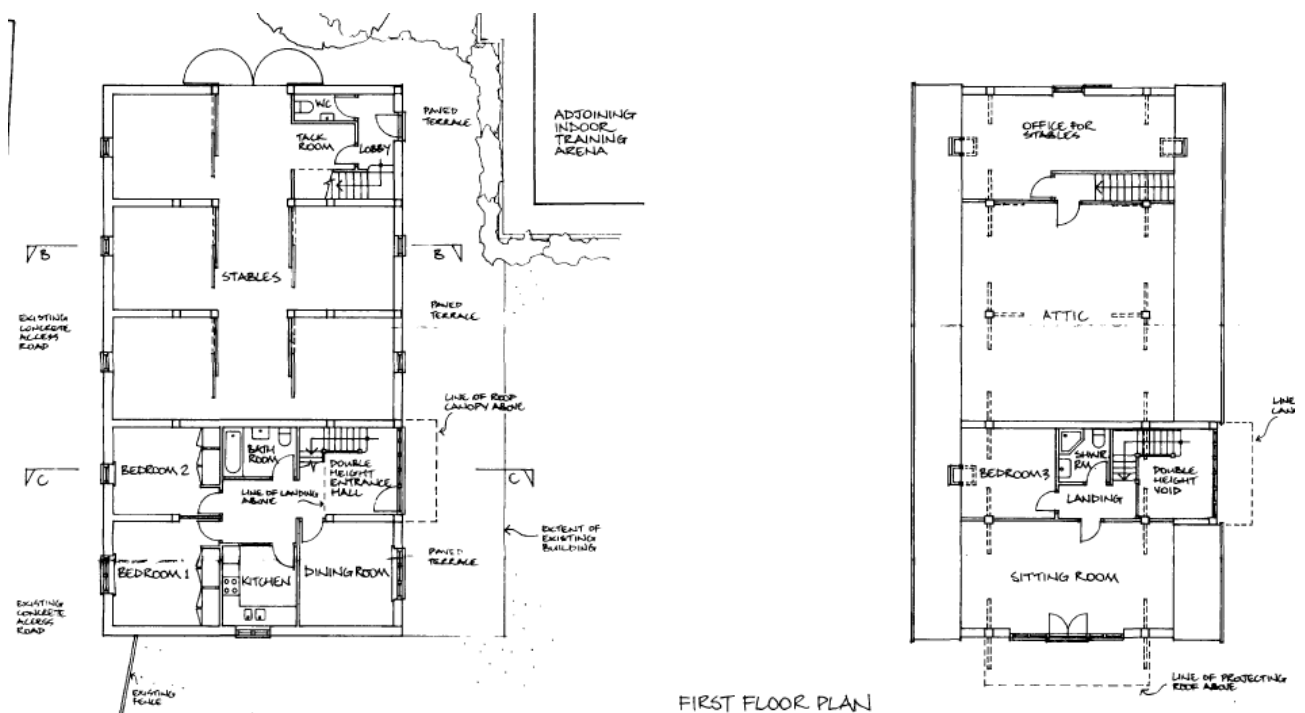 WC
TACK
ROOM
LOBBY
PAVED
TERRACE
ADJOINING
INDOOR
TRAINING
ARENA
B
B
STABLES
EXISTING
CONCRETE
ACCESS
ROAD
PAVED
TERRACE
LINE OF ROOF
CANOPY ABOVE
BEDROOM 2
BATH
ROOM
DOUBLE
HEIGHT
ENTRANCE
HALL
LINE OF LANDING
ABOVE
C
C
EXTENT OF
EXISTING
BUILDING
BEDROOM 1
KITCHEN
DINING ROOM
PAVED
TERRACE
EXISTING
CONCRETE
ACCESS
ROAD
EXISTING
FENCE
OFFICE FOR
STABLES
ATTIC
LINE
CANO
BEDROOM 3
SHWR
RM
DOUBLE
HEIGHT
VOID
LANDING
SITTING ROOM
LINE OF PROJECTING
ROOF ABOVE
FIRST FLOOR PLAN